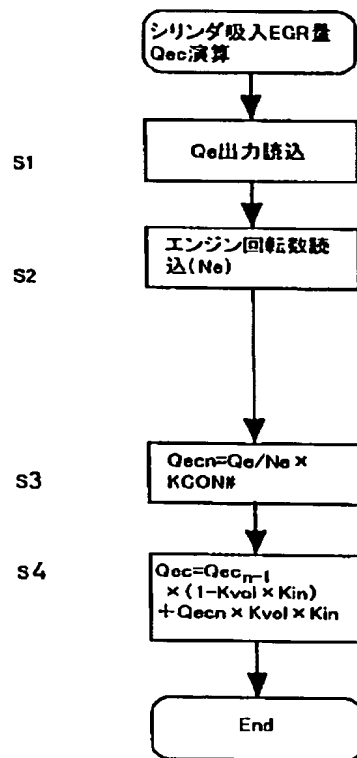 シリンダ吸入EGR量
Qec演算
S1
Qe出力読込
S2
エンジン回転数読
込(Ne)
S3
Qecn=Qe/Ne×
KCON#
S4
Qec=Qecn-1
×(1-Kvol×Kin)
+Qecn×Kvol×Kin
End